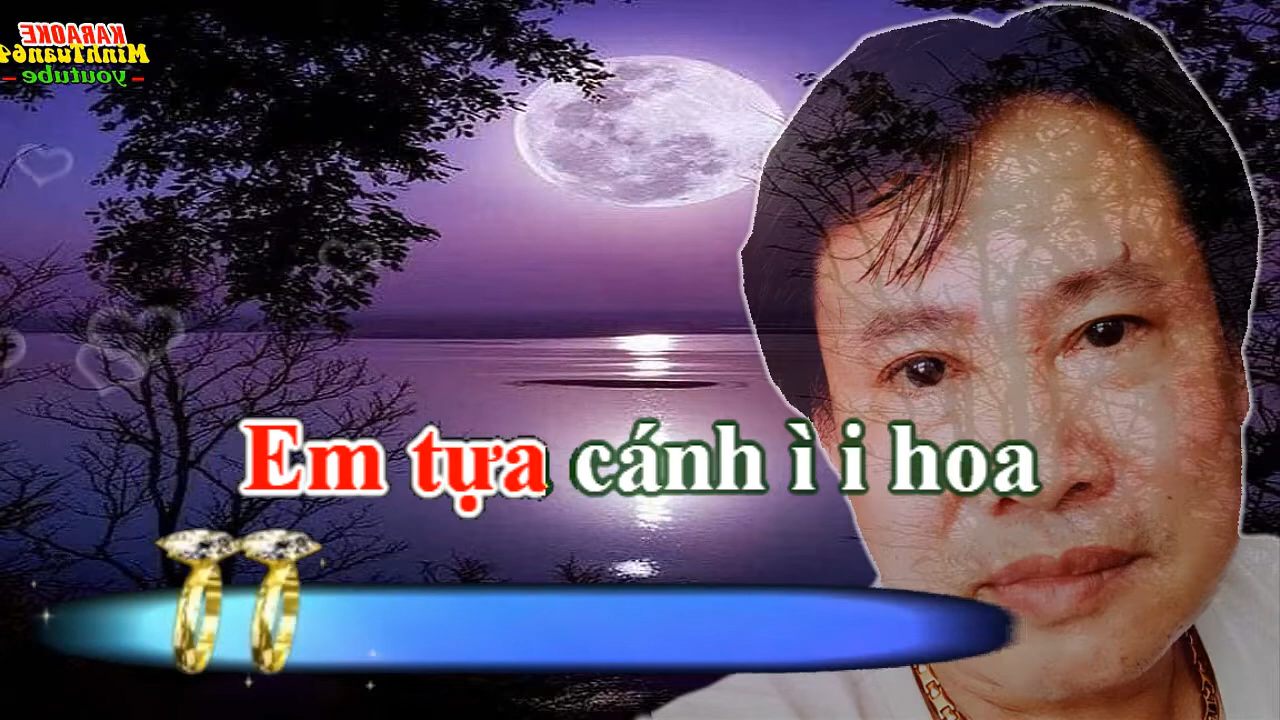 KARAOKE
MinhTuan64
- youtube -
Em tựa cánh ì i hoa